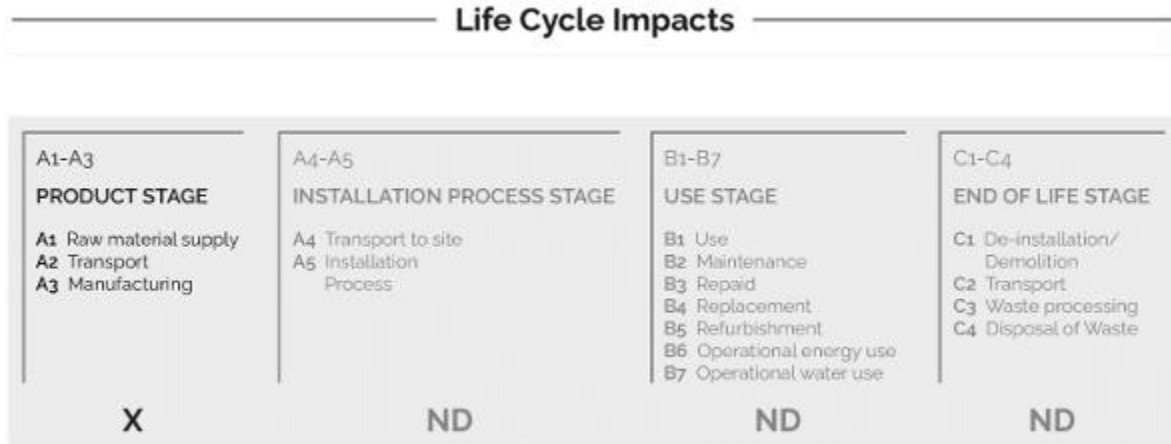 Life Cycle Impacts
A1-A3
PRODUCT STAGE
A1 Raw material supply
A2 Transport
A3 Manufacturing
X
A4-A5
INSTALLATION PROCESS STAGE
A4 Transport to site
A5 Installation
Process
ND
B1-B7
USE STAGE
B1 Use
B2 Maintenance
B3 Repaid
B4 Replacement
B5 Refurbishment
B6 Operational energy use
B7 Operational water use
ND
C1-C4
END OF LIFE STAGE
C1 De-installation/
Demolition
C2 Transport
C3 Waste processing
C4 Disposal of Waste
ND